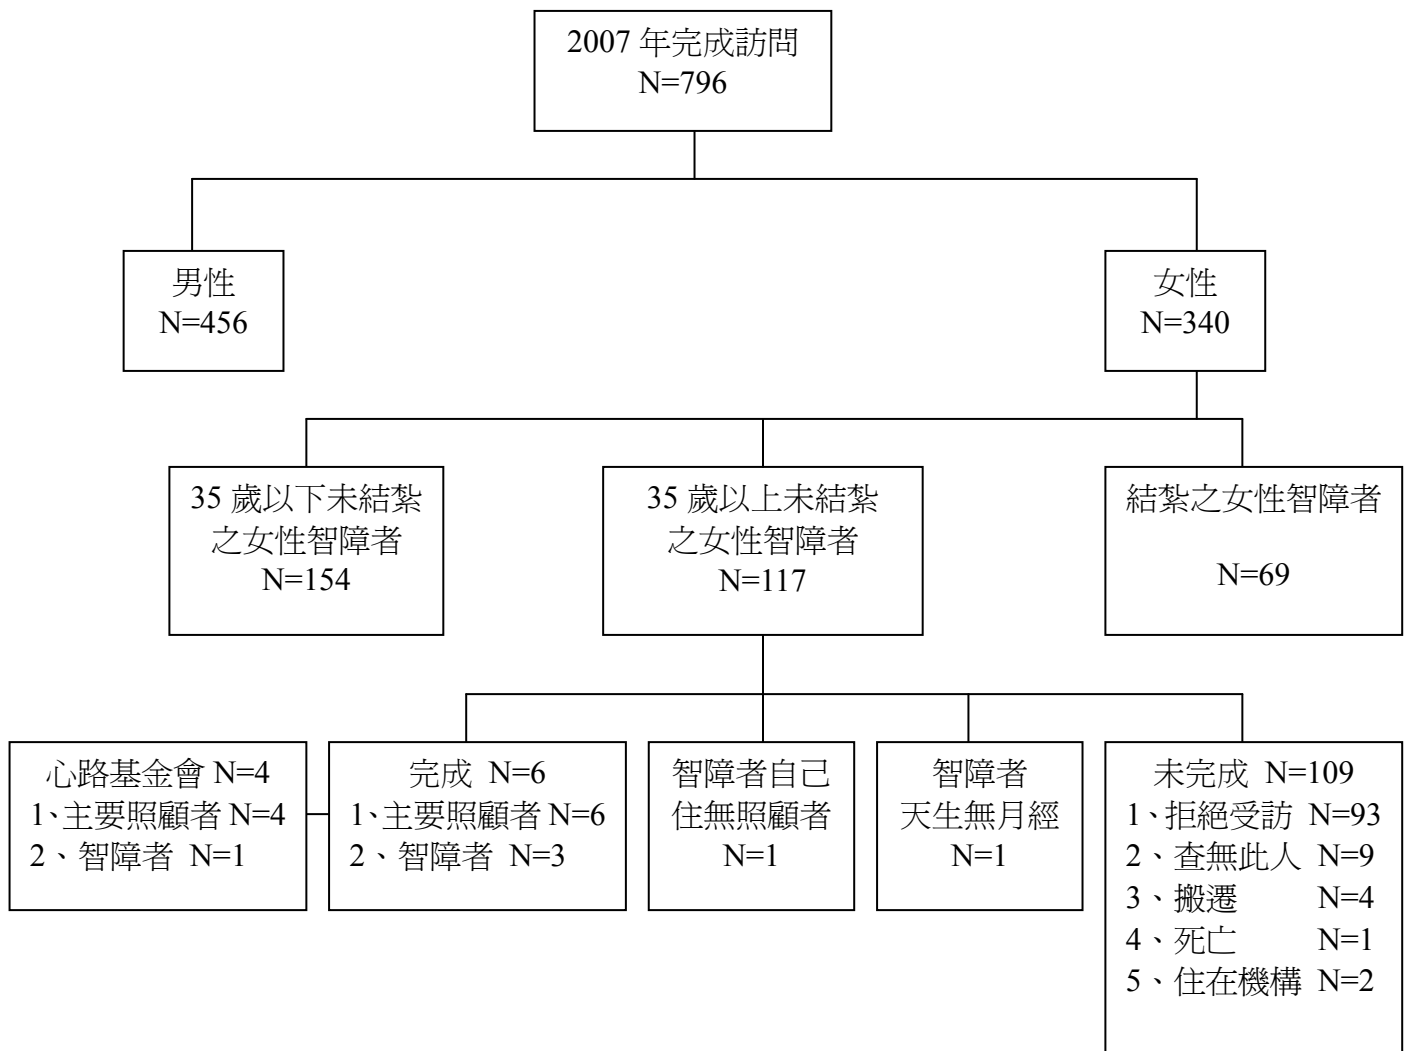 2007 年完成訪問
N=796
男性
N=456
女性
N=340
35 歲以下未結紮
之女性智障者
N=154
35 歲以上未結紮
之女性智障者
N=117
結紮之女性智障者
N=69
心路基金會 N=4
1、主要照顧者 N=4
2、智障者 N=1
完成 N=6
1、主要照顧者 N=6
2、智障者 N=3
智障者自己
住無照顧者
N=1
智障者
天生無月經
N=1
未完成 N=109
1、拒絕受訪 N=93
2、查無此人 N=9
3、搬遷 N=4
4、死亡 N=1
5、住在機構 N=2